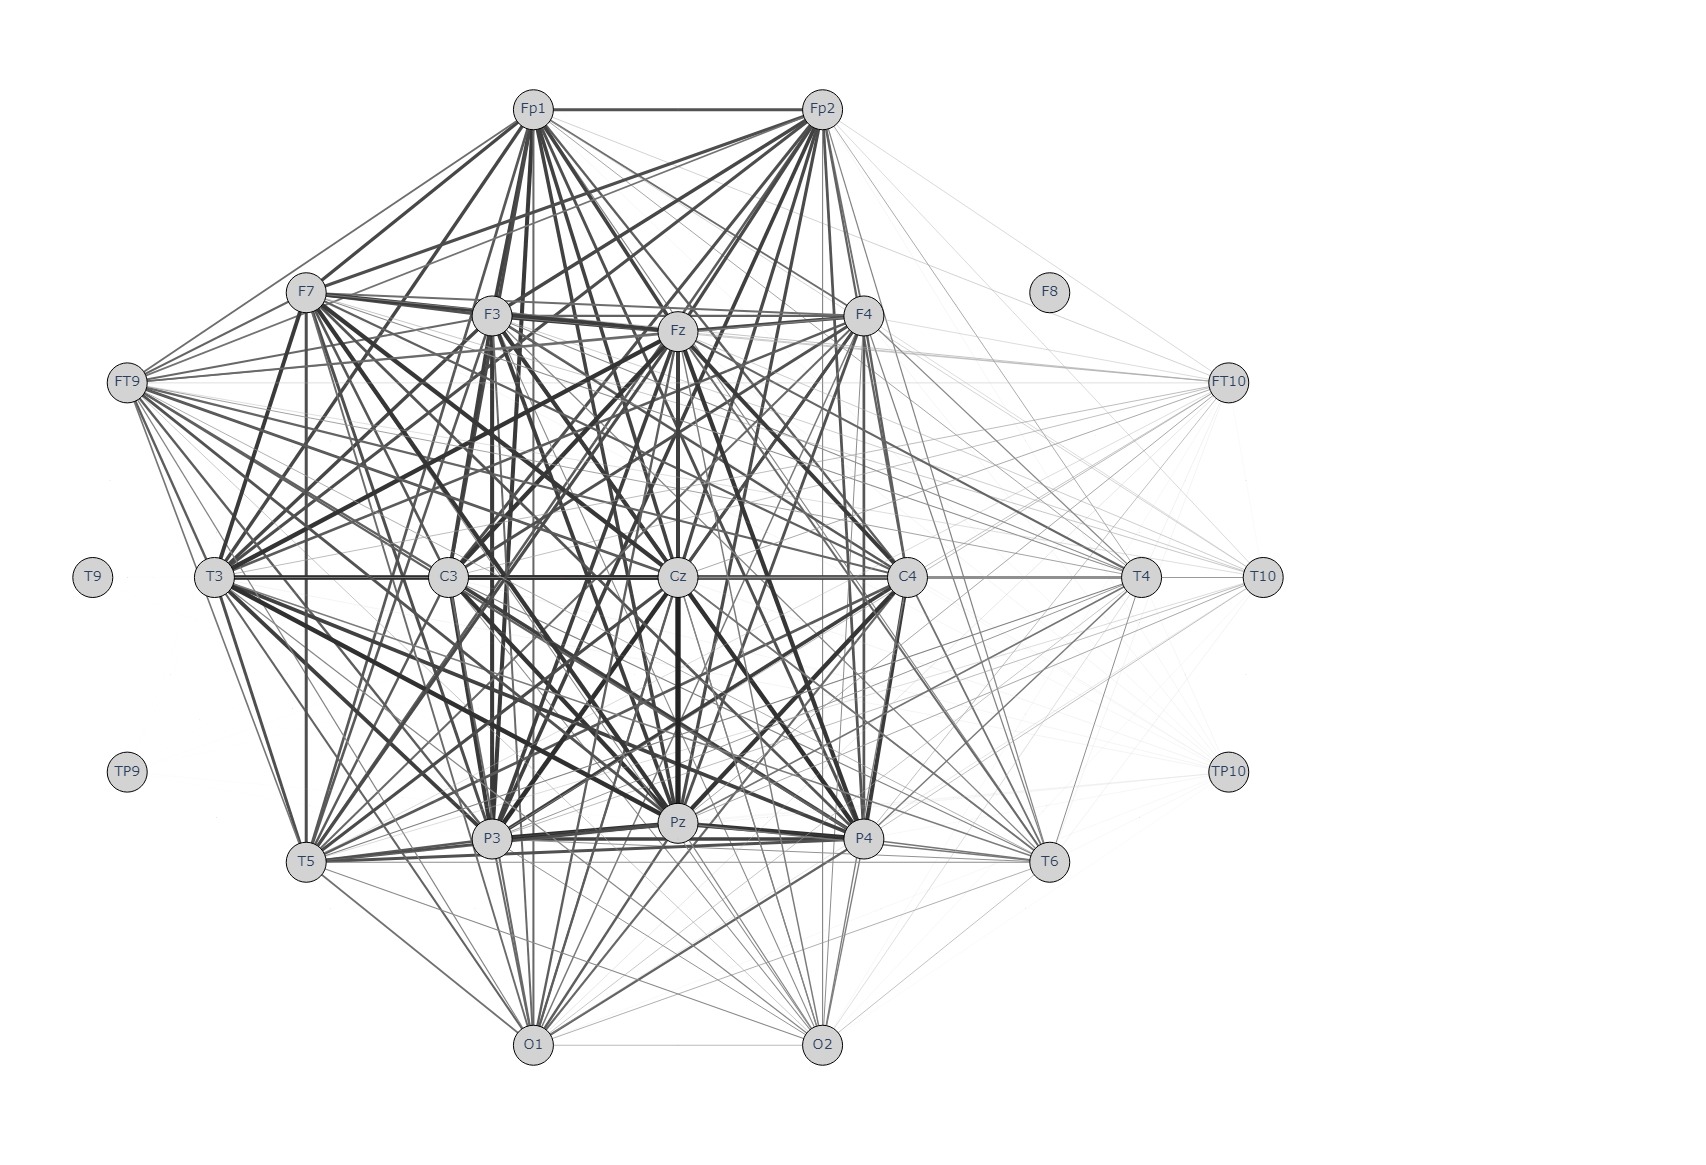 Fp1 Fp2
F7 F3 Fz F4 F8
FT9 FT10
T9 T3 C3 Cz C4 T4 T10
TP9 TP10
T5 P3 Pz P4 T6
O1 O2